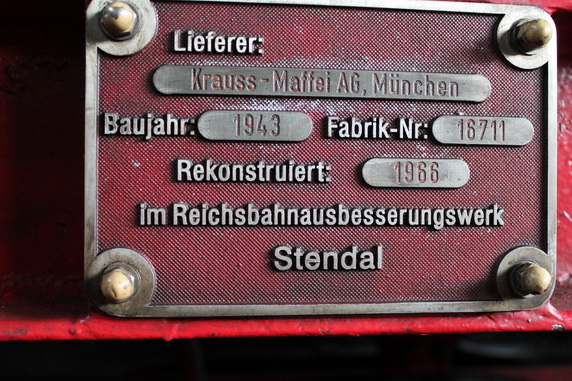 Lieferer:
Krauss-Maffei AG, München
Baujahr: 1943 Fabrik-Nr: 16711
Rekonstruiert: 1966
im Reichsbahnausbesserungswerk
Stendal